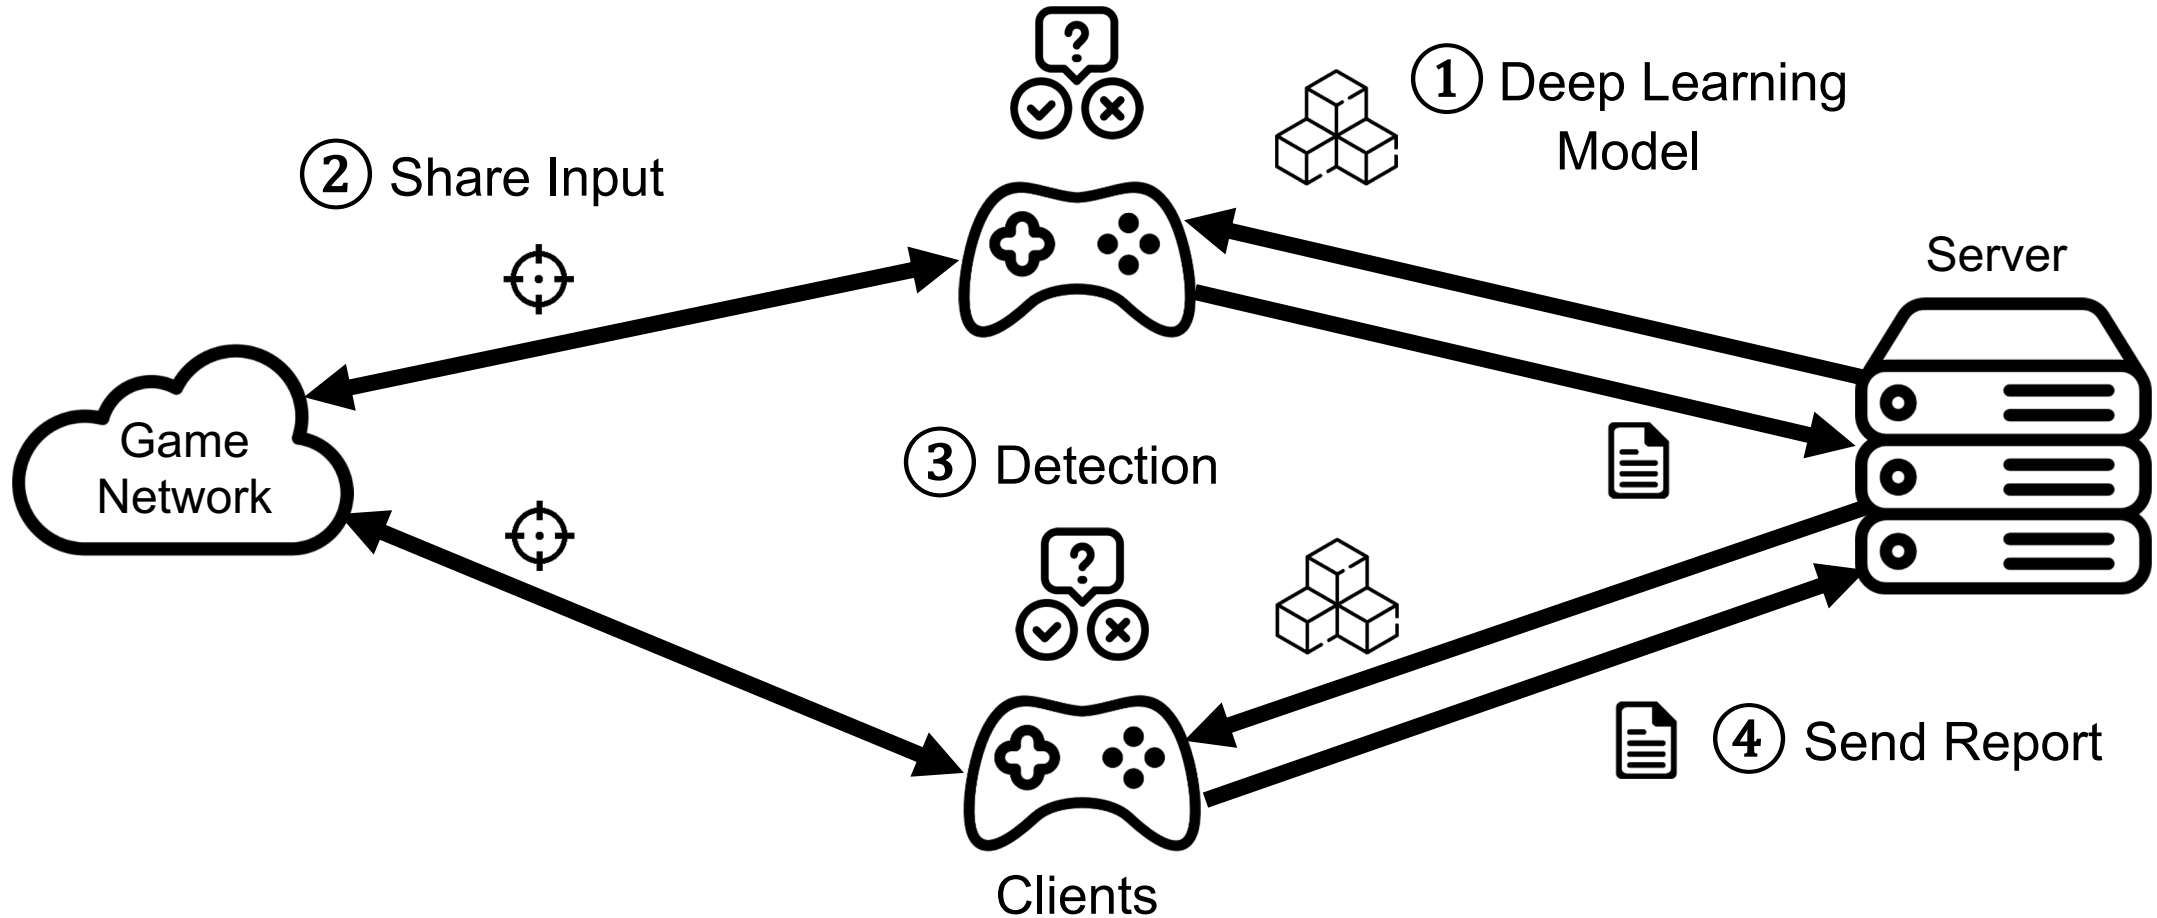 ① Deep Learning
Model
② Share Input
Server
Game
Network
③ Detection
④ Send Report
Clients
?
?